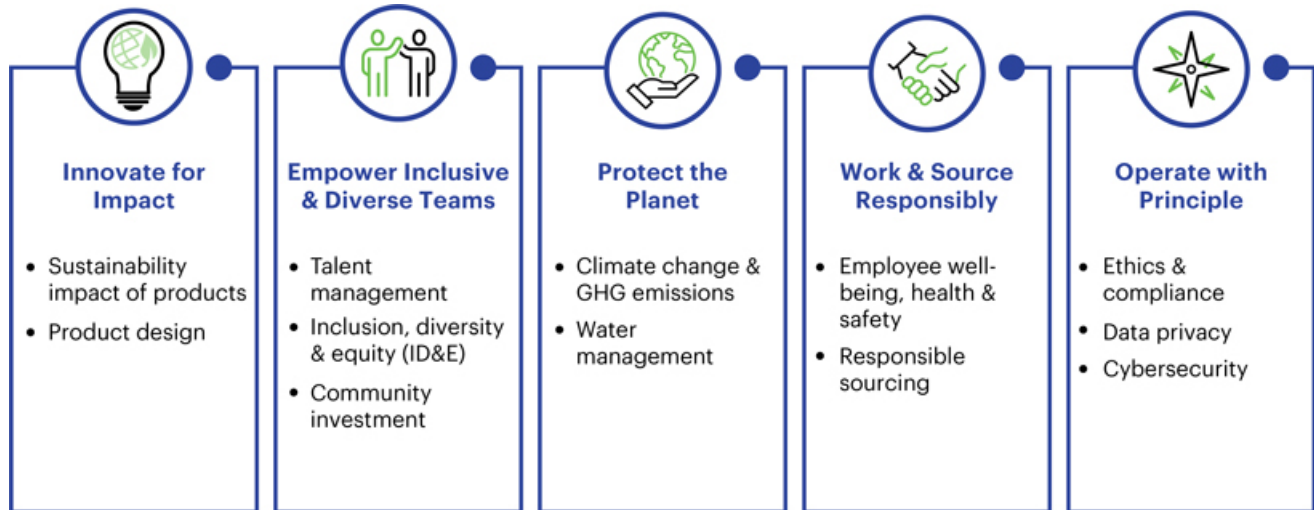 Innovate for
Impact
• Sustainability
impact of products
• Product design
Empower Inclusive
& Diverse Teams
• Talent
management
• Inclusion, diversity
& equity (ID&E)
• Community
investment
Protect the
Planet
• Climate change &
GHG emissions
• Water
management
Work & Source
Responsibly
• Employee well-
being, health &
safety
• Responsible
sourcing
Operate with
Principle
• Ethics &
compliance
• Data privacy
• Cybersecurity